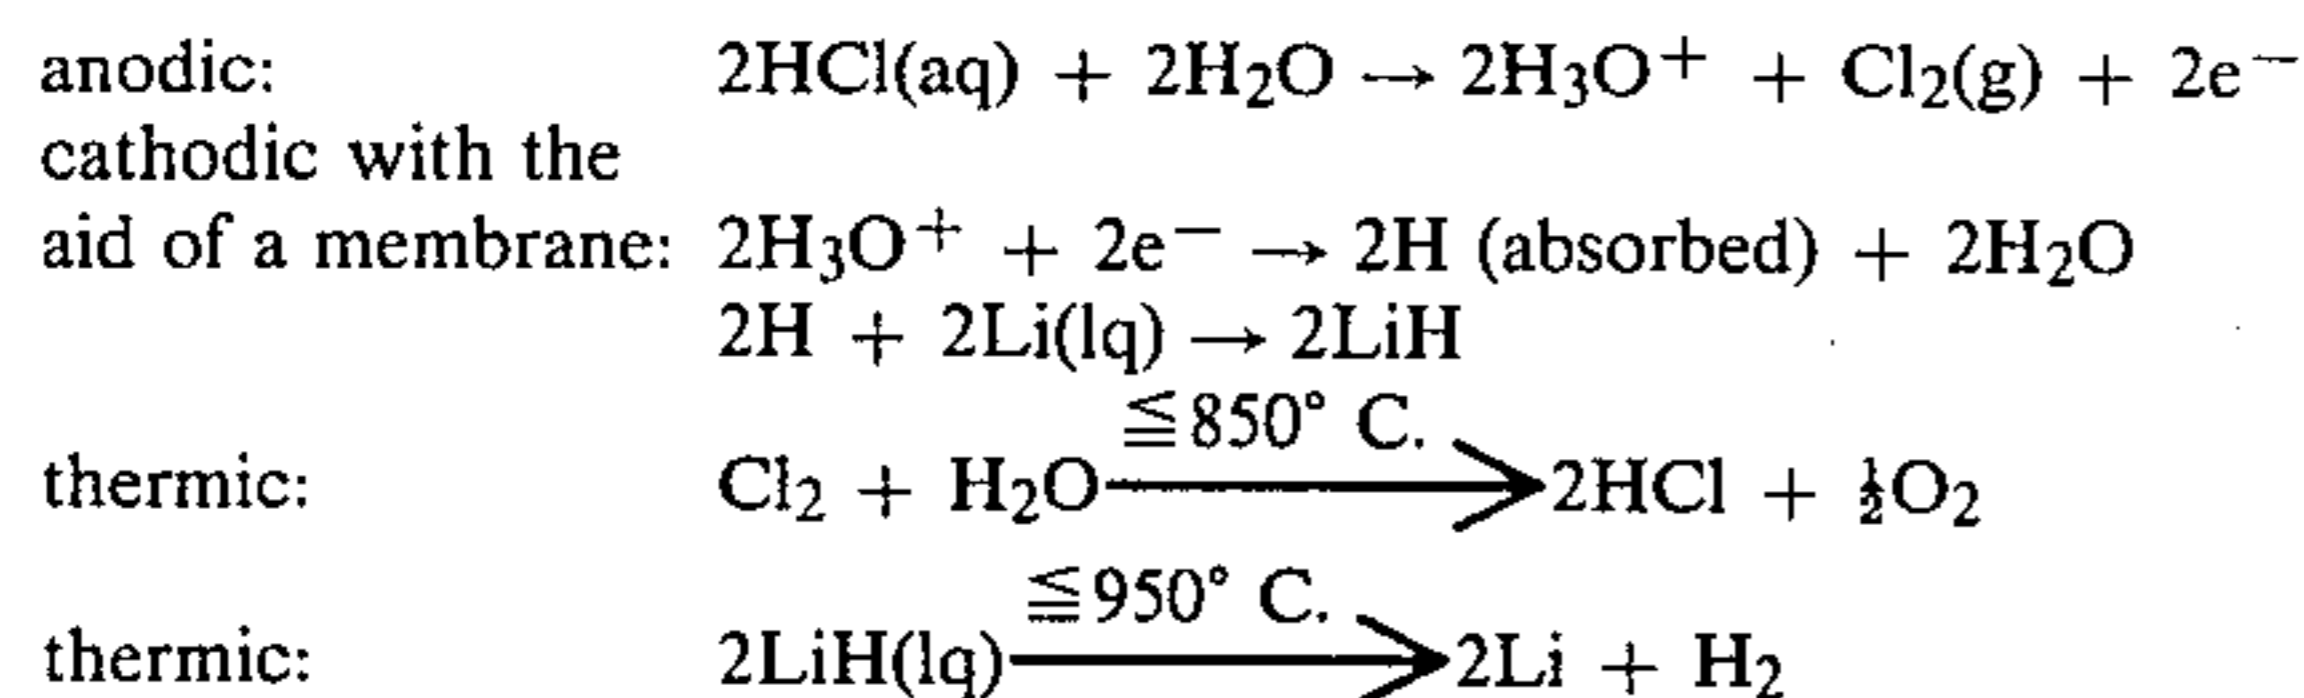 anodic: 2HCl(aq) + 2H₂O → 2H₃O⁺ + Cl₂(g) + 2e⁻
cathodic with the
aid of a membrane: 2H₃O⁺ + 2e⁻ → 2H (absorbed) + 2H₂O
2H + 2Li(lq) → 2LiH
≦850° C.
thermic: Cl₂ + H₂O → 2HCl + ½O₂
≦950° C.
thermic: 2LiH(lq) → 2Li + H₂